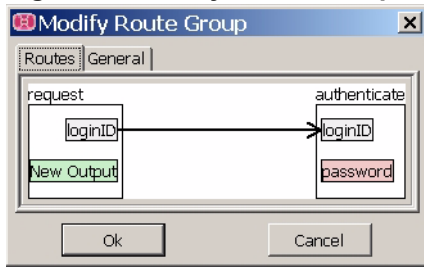 Modify Route Group
Routes General
request authenticate
loginID loginID
New Output password
Ok Cancel